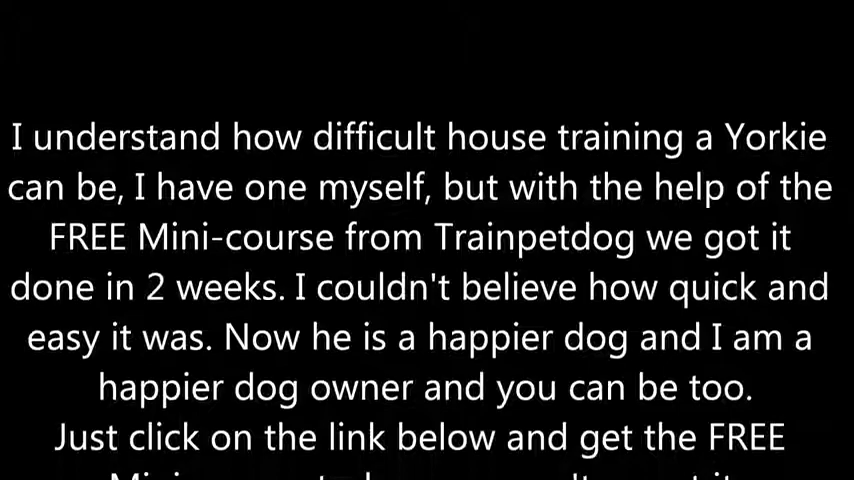 I understand how difficult house training a Yorkie
can be, I have one myself, but with the help of the
FREE Mini-course from Trainpetdog we got it
done in 2 weeks. I couldn't believe how quick and
easy it was. Now he is a happier dog and I am a
happier dog owner and you can be too.
Just click on the link below and get the FREE